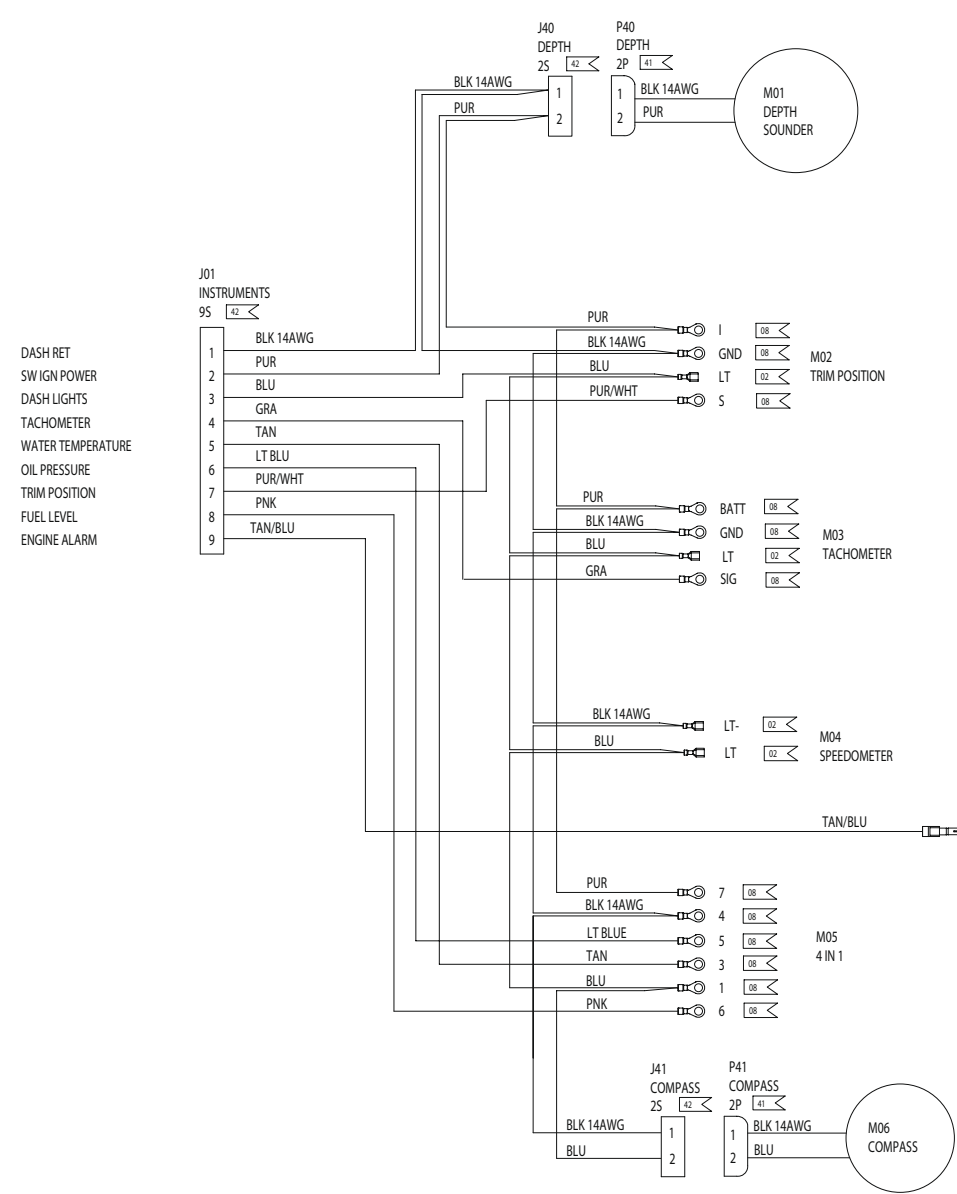 J40
DEPTH
2S 42
P40
DEPTH
2P 41
BLK 14AWG
PUR
1
2
1
2
BLK 14AWG
PUR
M01
DEPTH
SOUNDER
J01
INSTRUMENTS
9S 42
DASH RET 1 BLK 14AWG
SW IGN POWER 2 PUR
DASH LIGHTS 3 BLU
TACHOMETER 4 GRA
WATER TEMPERATURE 5 TAN
OIL PRESSURE 6 LT BLU
TRIM POSITION 7 PUR/WHT
FUEL LEVEL 8 PNK
ENGINE ALARM 9 TAN/BLU
PUR I 08
BLK 14AWG GND 08
BLU LT 02
PUR/WHT S 08
M02
TRIM POSITION
PUR BATT 08
BLK 14AWG GND 08
BLU LT 02
GRA SIG 08
M03
TACHOMETER
BLK 14AWG LT- 02
BLU LT 02
M04
SPEEDOMETER
TAN/BLU
PUR 7 08
BLK 14AWG 4 08
LT BLUE 5 08
TAN 3 08
BLU 1 08
PNK 6 08
M05
4 IN 1
J41
COMPASS
2S 42
P41
COMPASS
2P 41
BLK 14AWG
BLU
1
2
1
2
BLK 14AWG
BLU
M06
COMPASS